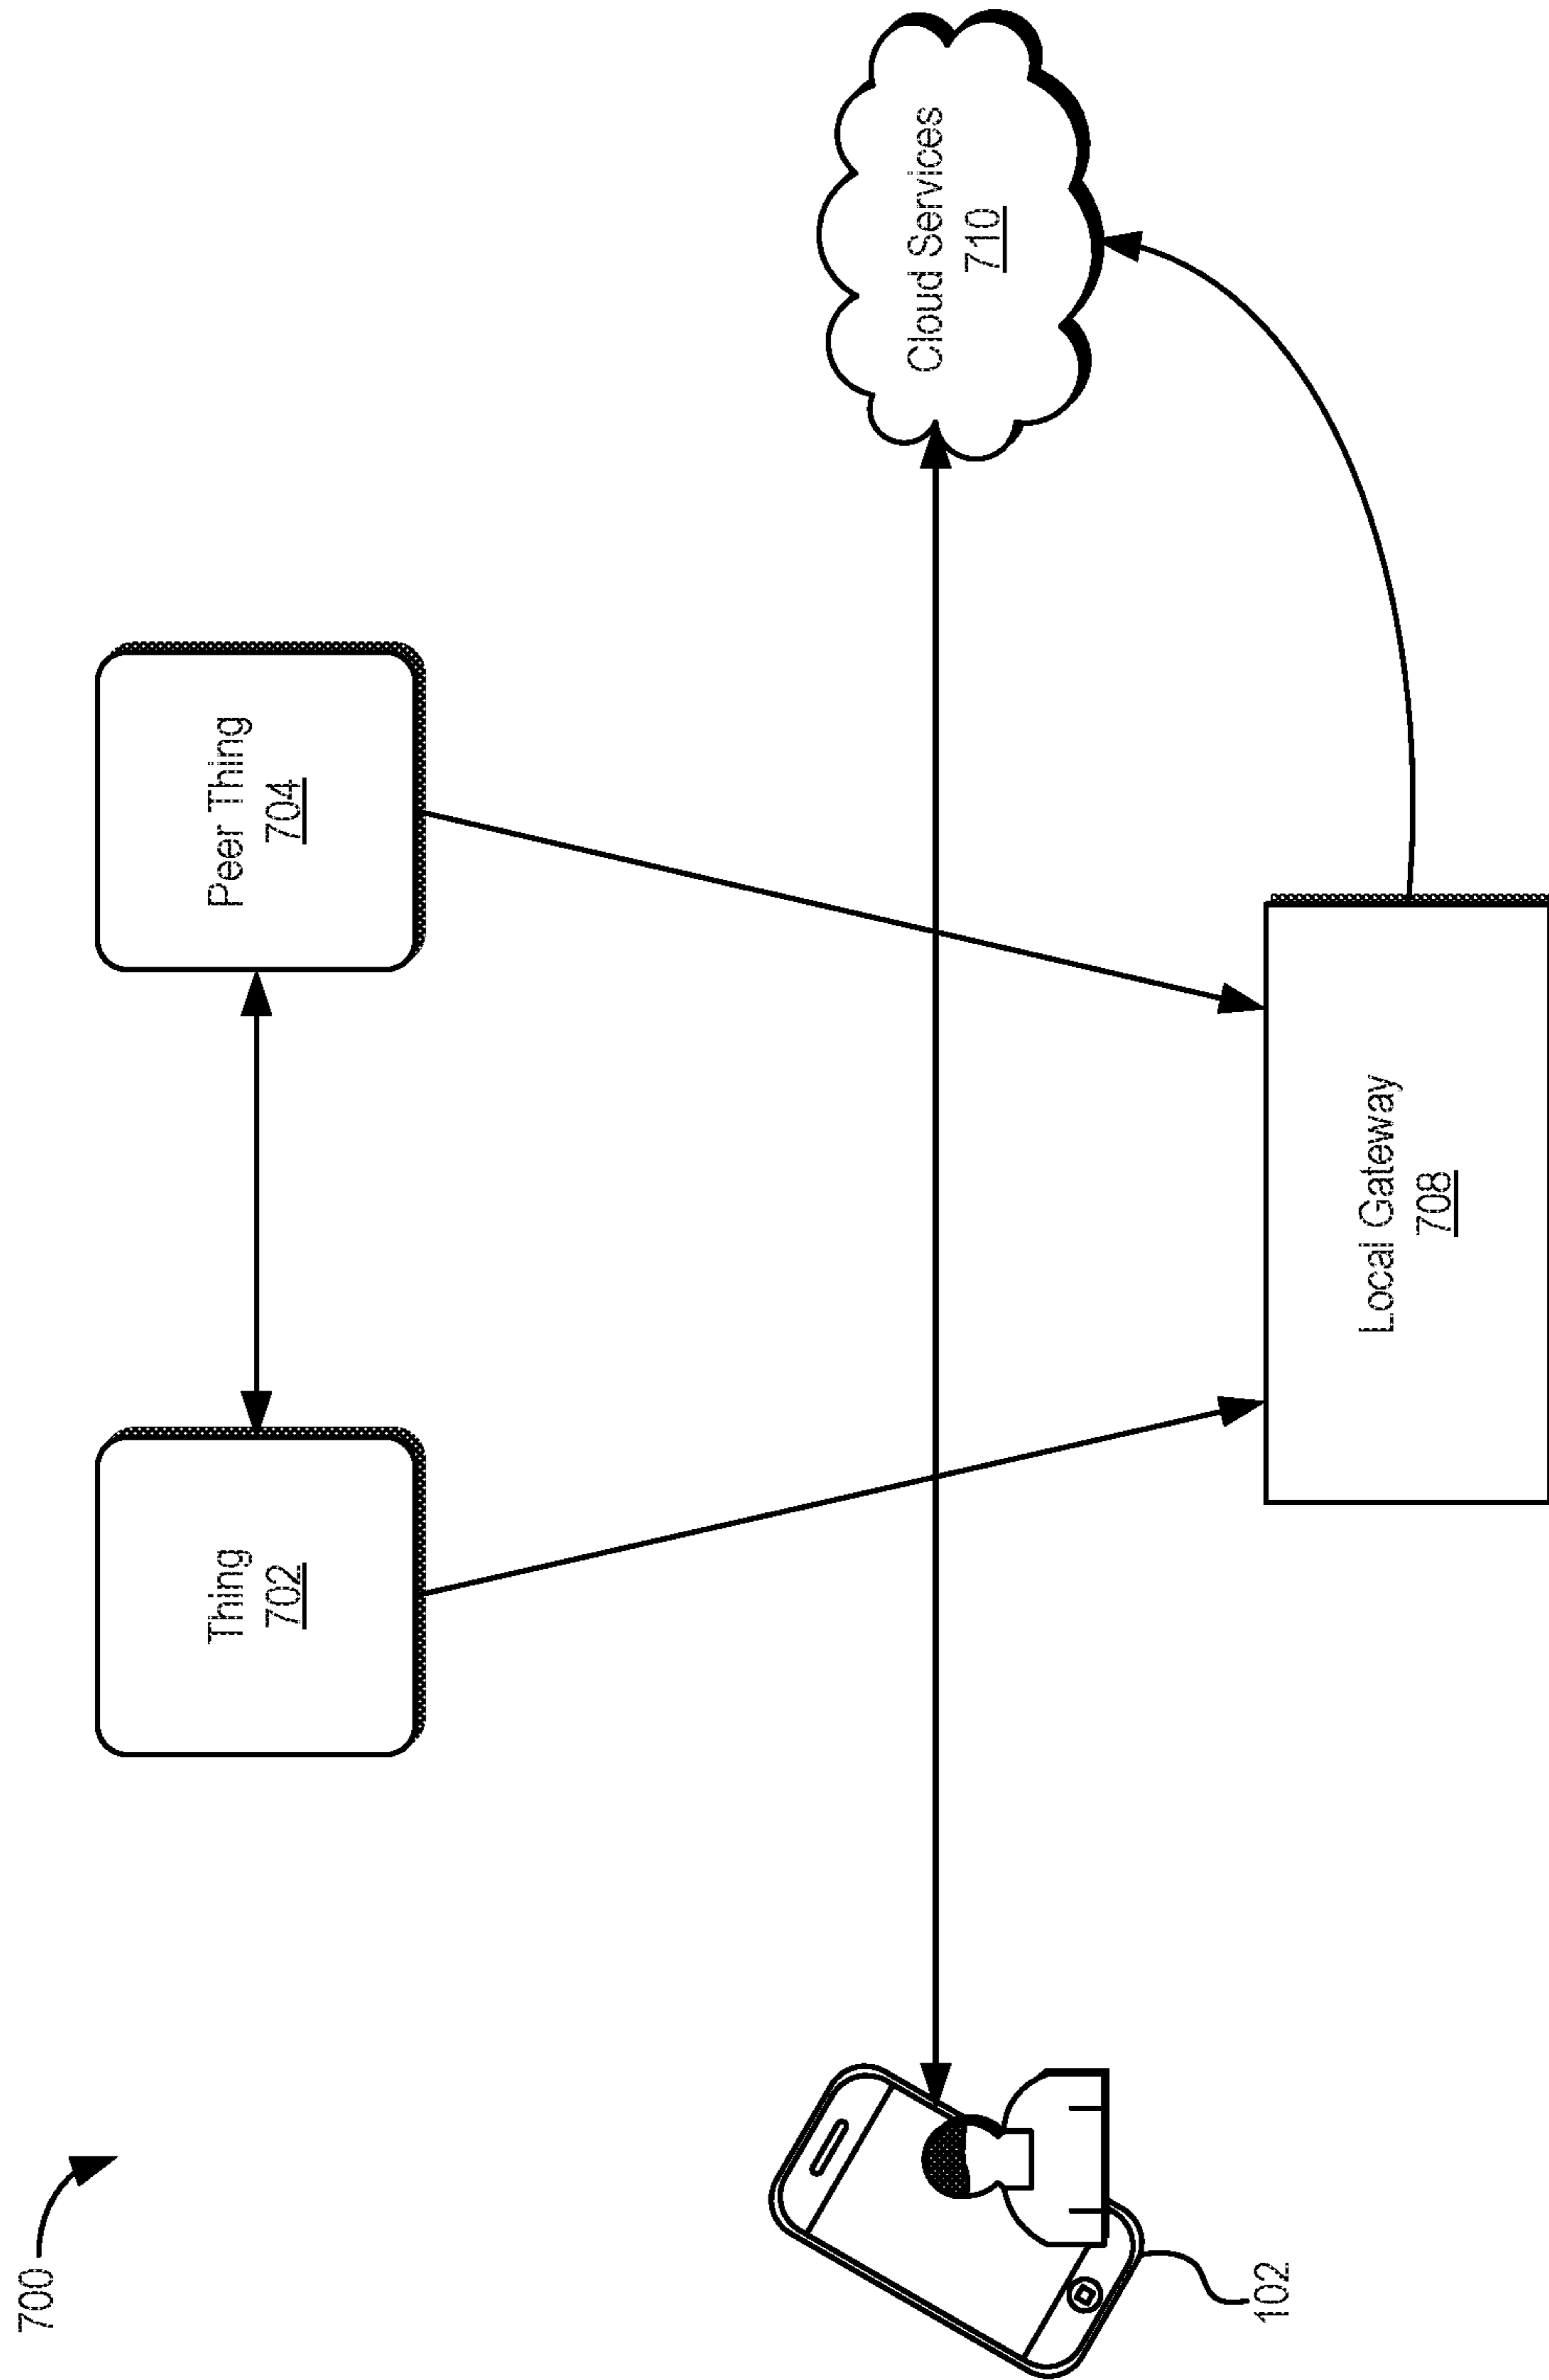 700
Thing
702
Peer Thing
704
Cloud Services
710
Local Gateway
708
102